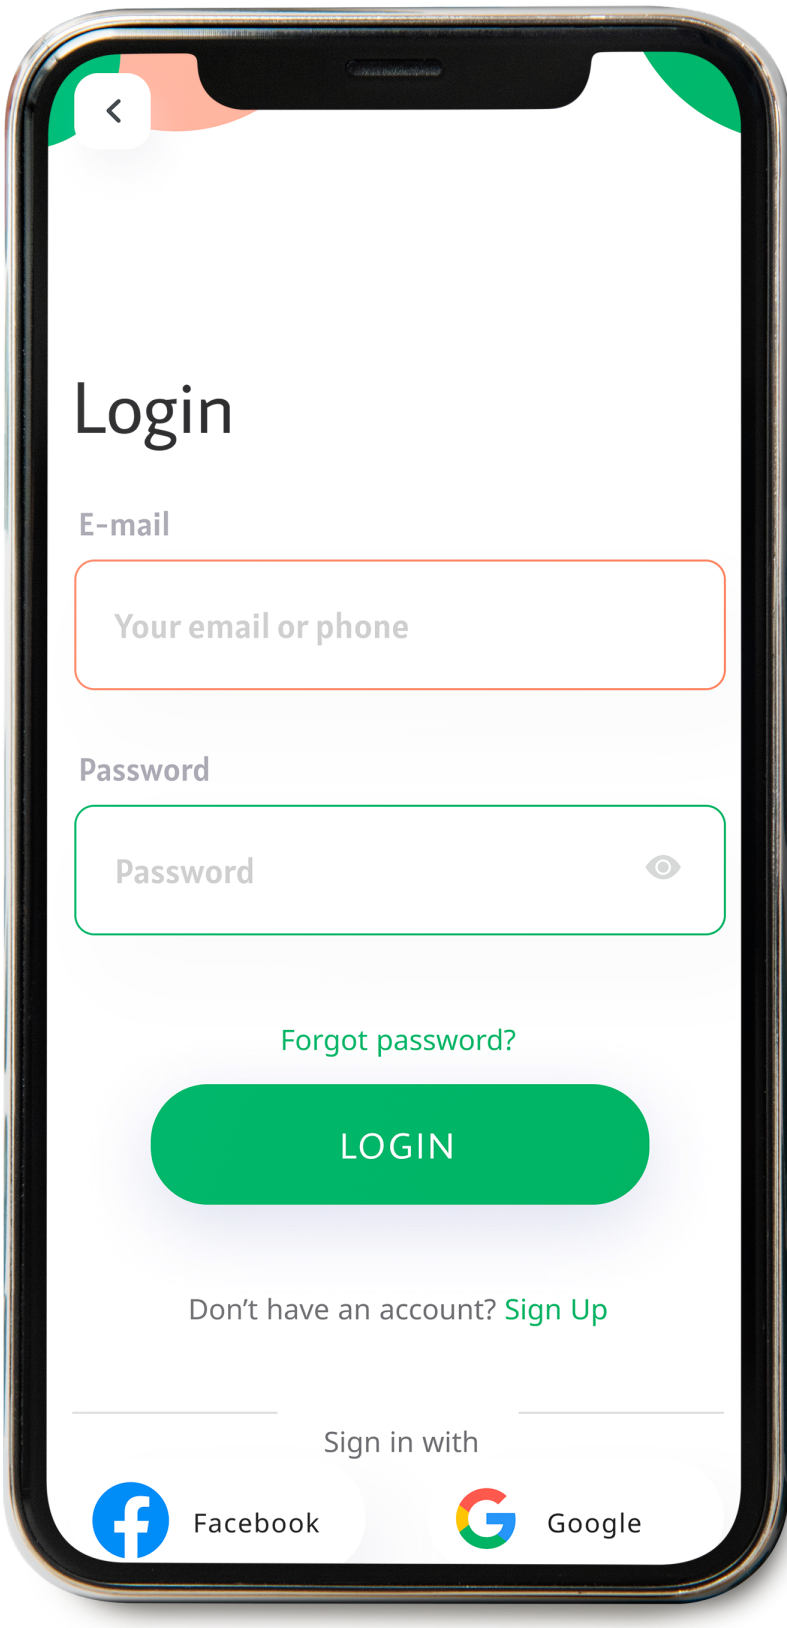 Login
E-mail
Your email or phone
Password
Password
Forgot password?
LOGIN
Don't have an account? Sign Up
Sign in with
Facebook
Google